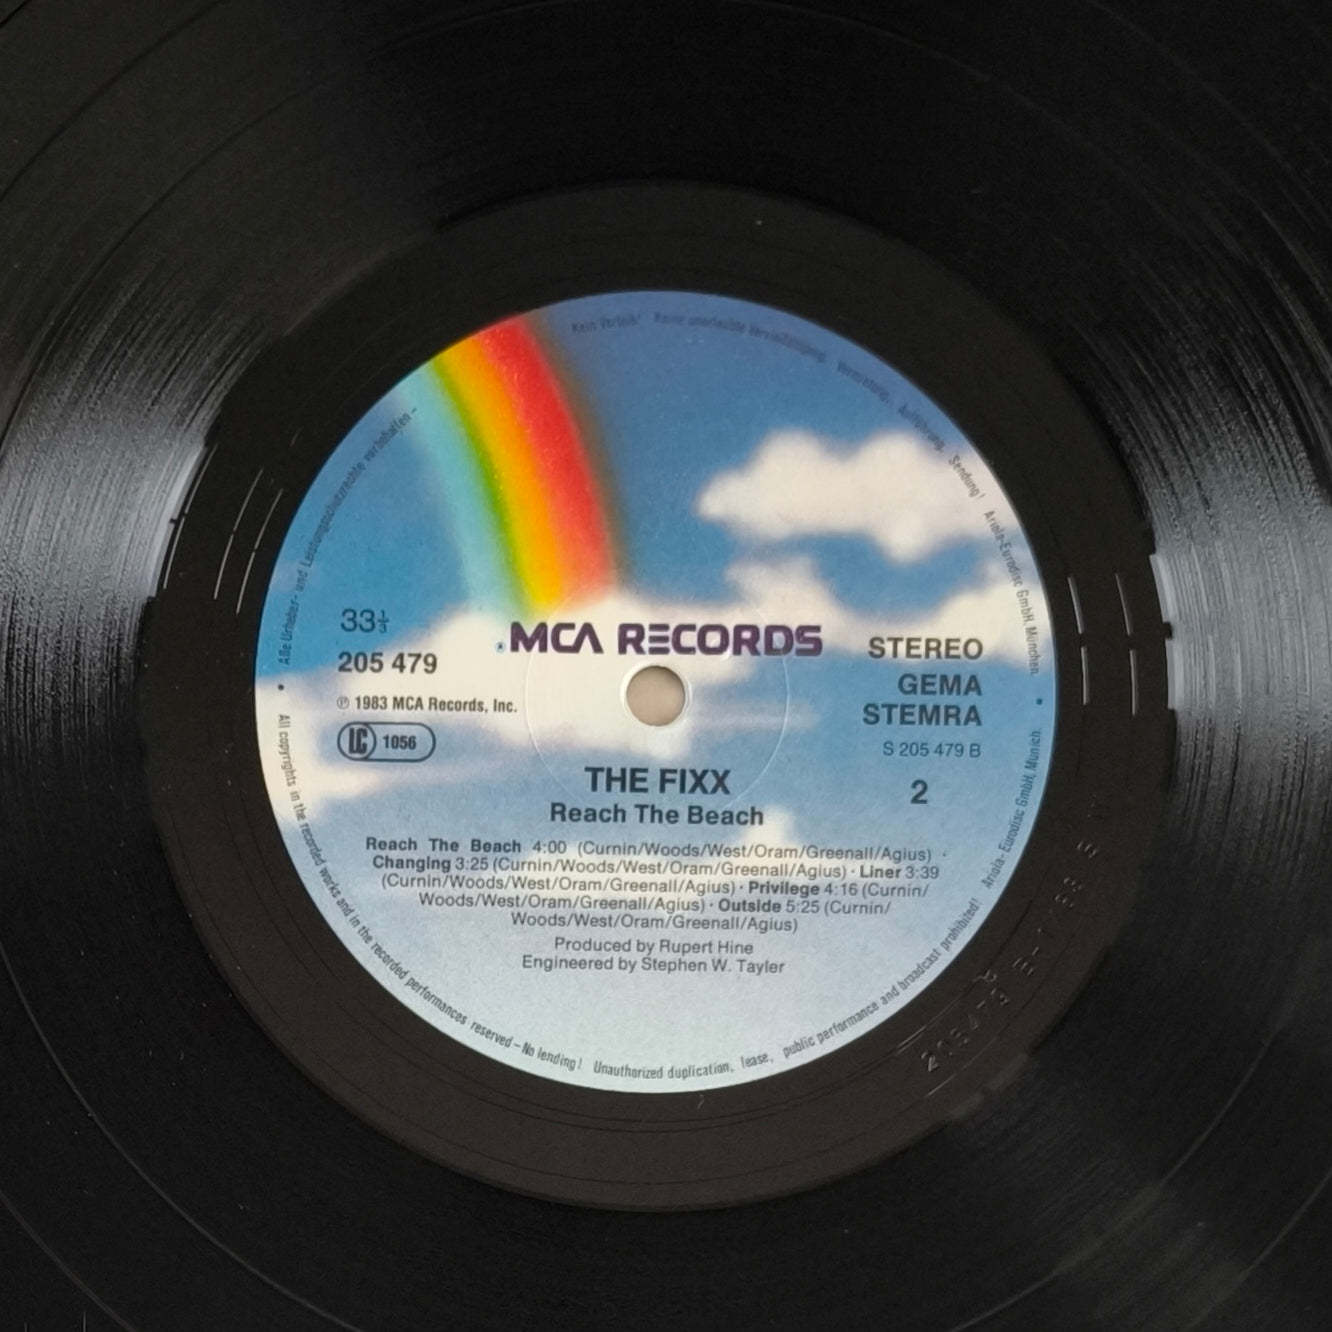 Kein Verleih! Keine unerlaubte Vervielfältigung, Vermietung, Aufführung, Sendung! Ariola-Eurodisc GmbH, München.
Alle Urheber- und Leistungsschutzrechte vorbehalten -
MCA RECORDS
33⅓
205 479
℗ 1983 MCA Records, Inc.
LC 1056
STEREO
GEMA
STEMRA
S 205 479 B
2
THE FIXX
Reach The Beach
Reach The Beach 4:00 (Curnin/Woods/West/Oram/Greenall/Agius) ·
Changing 3:25 (Curnin/Woods/West/Oram/Greenall/Agius) · Liner 3:39
(Curnin/Woods/West/Oram/Greenall/Agius) · Privilege 4:16 (Curnin/
Woods/West/Oram/Greenall/Agius) · Outside 5:25 (Curnin/
Woods/West/Oram/Greenall/Agius)
Produced by Rupert Hine
Engineered by Stephen W. Tayler
All copyrights in the recorded works and in the recorded performances reserved – No lending! Unauthorized duplication, lease, public performance and broadcast prohibited! Ariola-Eurodisc GmbH, Munich.
205479 B-1